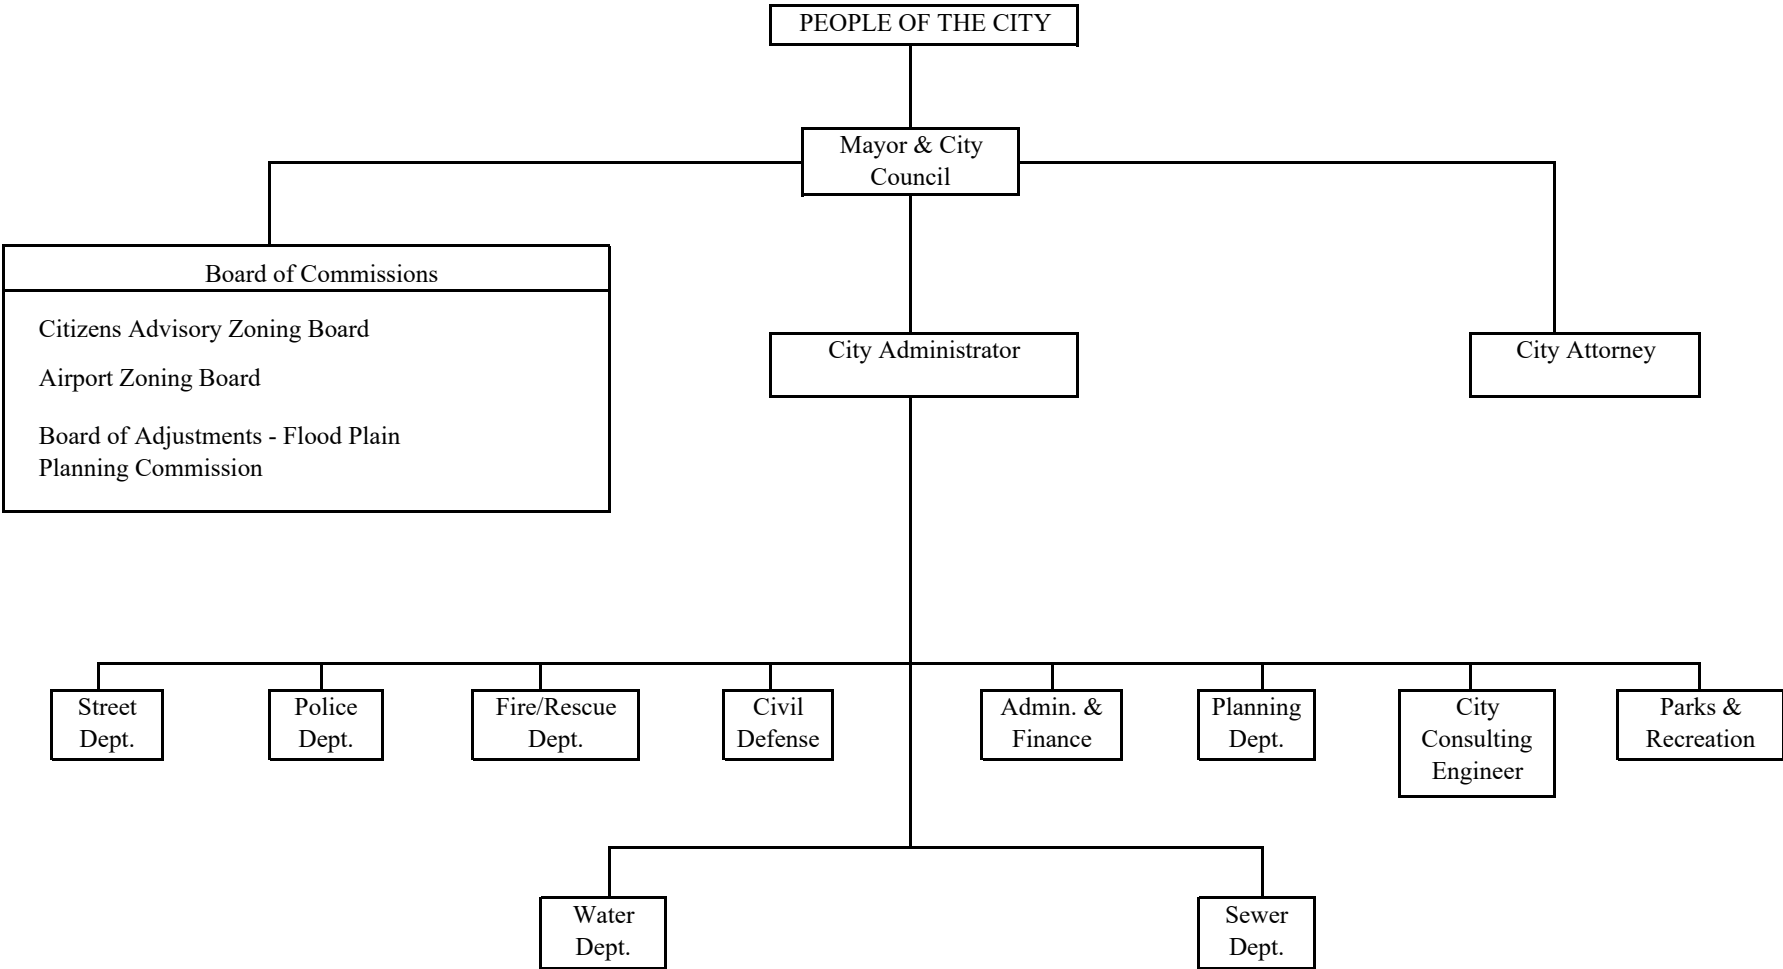 PEOPLE OF THE CITY
Mayor & City
Council
Board of Commissions
Citizens Advisory Zoning Board
Airport Zoning Board
Board of Adjustments - Flood Plain
Planning Commission
City Administrator
City Attorney
Street
Dept.
Police
Dept.
Fire/Rescue
Dept.
Civil
Defense
Admin. &
Finance
Planning
Dept.
City
Consulting
Engineer
Parks &
Recreation
Water
Dept.
Sewer
Dept.